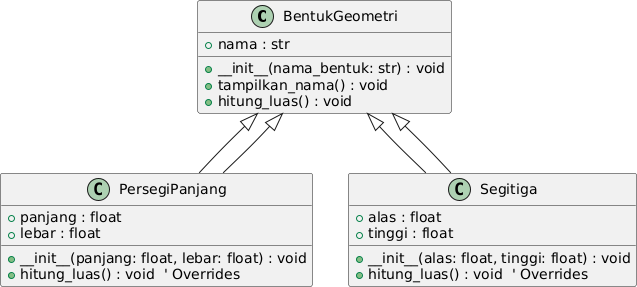 C BentukGeometri
nama : str
__init__(nama_bentuk: str) : void
tampilkan_nama() : void
hitung_luas() : void
C PersegiPanjang
panjang : float
lebar : float
__init__(panjang: float, lebar: float) : void
hitung_luas() : void ' Overrides
C Segitiga
alas : float
tinggi : float
__init__(alas: float, tinggi: float) : void
hitung_luas() : void ' Overrides